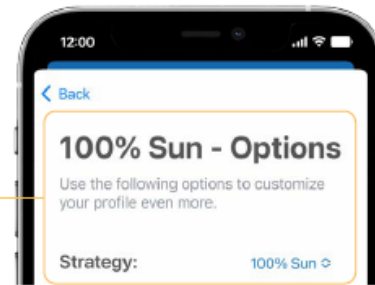 12:00
Back
100% Sun - Options
Use the following options to customize
your profile even more.
Strategy: 100% Sun